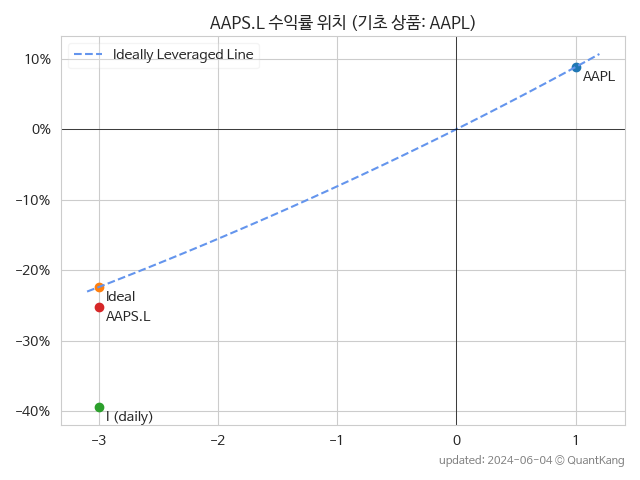 AAPS.L 수익률 위치 (기초 상품: AAPL)
Ideally Leveraged Line
10%
0%
−10%
−20%
−30%
−40%
AAPL
Ideal
AAPS.L
I (daily)
−3
−2
−1
0
1
updated: 2024-06-04 © QuantKang